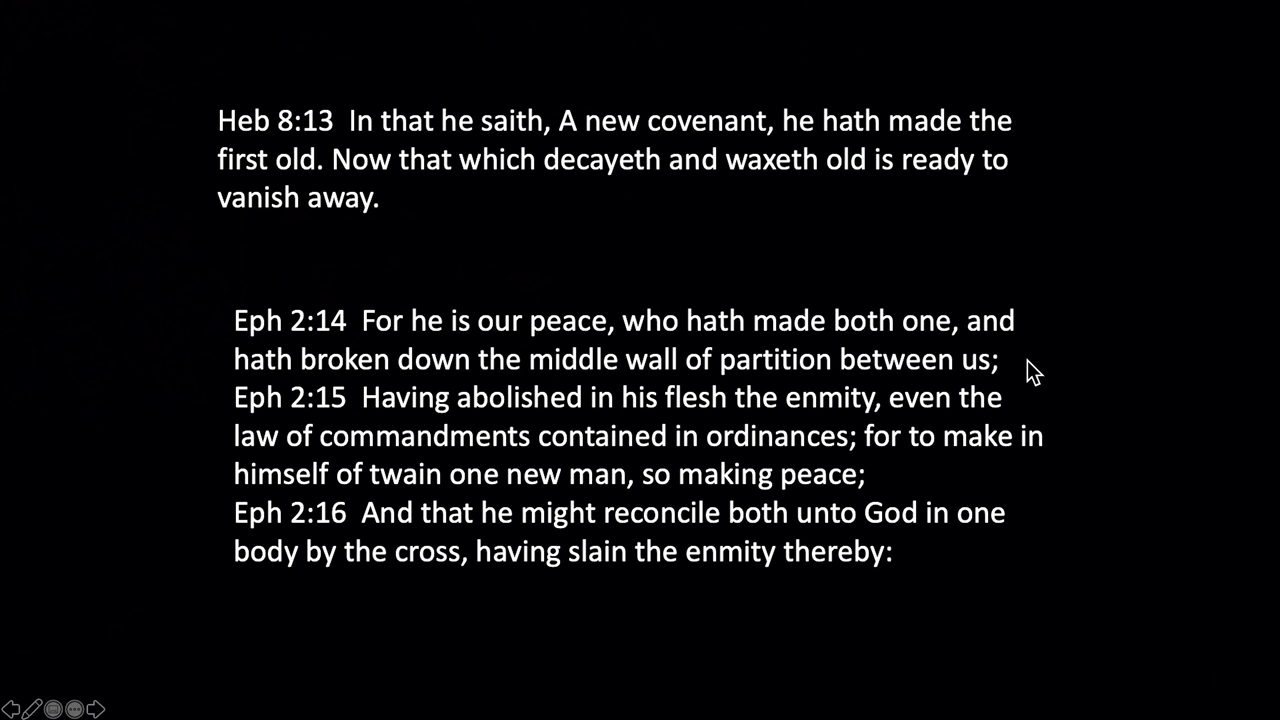 Heb 8:13  In that he saith, A new covenant, he hath made the
first old. Now that which decayeth and waxeth old is ready to
vanish away.
Eph 2:14  For he is our peace, who hath made both one, and
hath broken down the middle wall of partition between us;
Eph 2:15  Having abolished in his flesh the enmity, even the
law of commandments contained in ordinances; for to make in
himself of twain one new man, so making peace;
Eph 2:16  And that he might reconcile both unto God in one
body by the cross, having slain the enmity thereby: